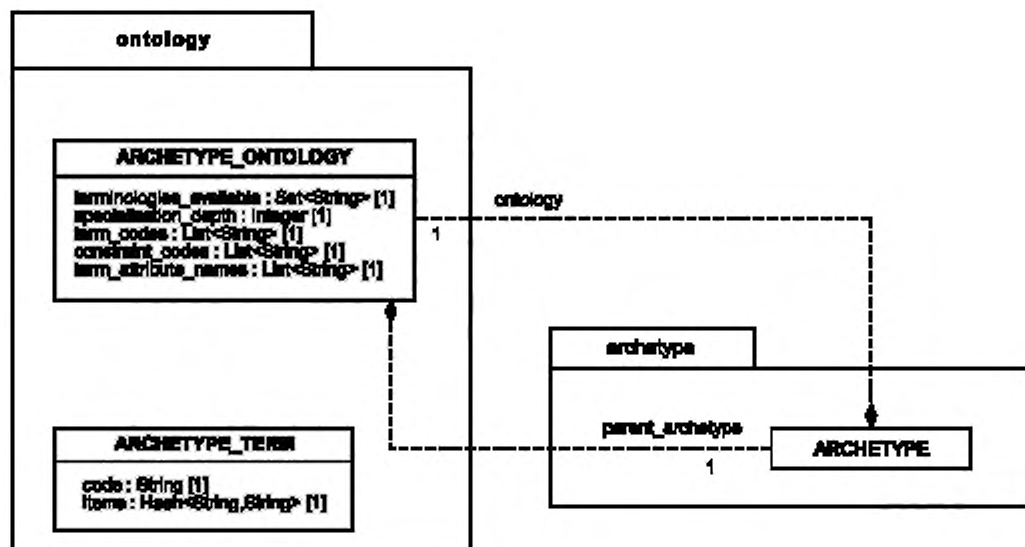 ontology
ARCHETYPE_ONTOLOGY
terminologies_available : Set<String> [1]
specialisation_depth : Integer [1]
term_codes : List<String> [1]
constraint_codes : List<String> [1]
term_attribute_names : List<String> [1]
ontology
1
archetype
parent_archetype
1
ARCHETYPE
ARCHETYPE_TERM
code : String [1]
items : Hash<String,String> [1]